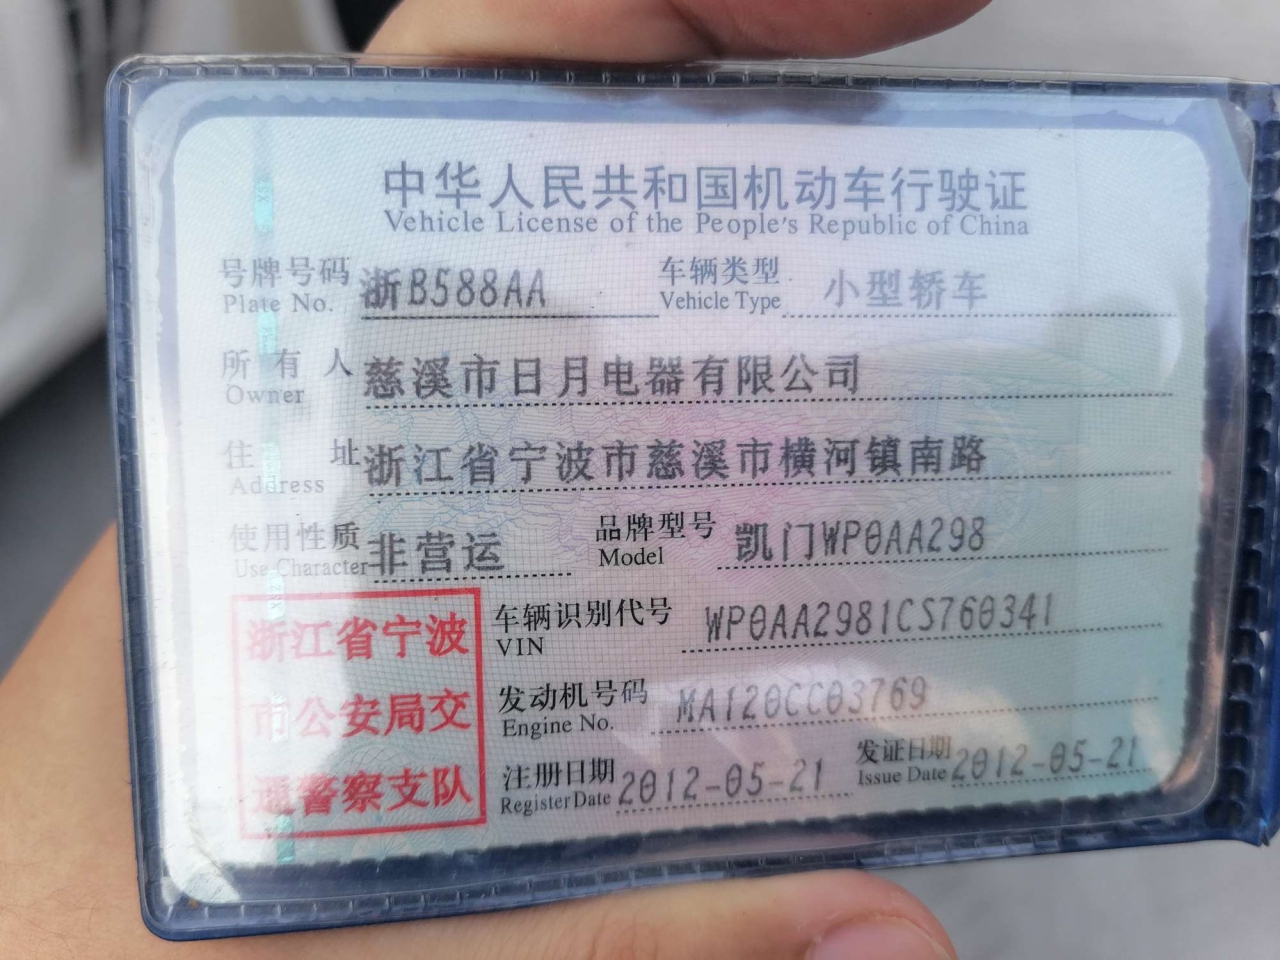 中华人民共和国机动车行驶证
Vehicle License of the People's Republic of China
号牌号码 浙B588AA 车辆类型 小型轿车
Plate No. Vehicle Type
所有人 慈溪市日月电器有限公司
Owner
住址 浙江省宁波市慈溪市横河镇南路
Address
使用性质 非营运 品牌型号 凯门WP0AA298
Use Character Model
浙江省宁波
市公安局交
通警察支队
车辆识别代号 WP0AA2981CS760341
VIN
发动机号码 MA120CC03769
Engine No.
注册日期 2012-05-21 发证日期 2012-05-21
Register Date Issue Date